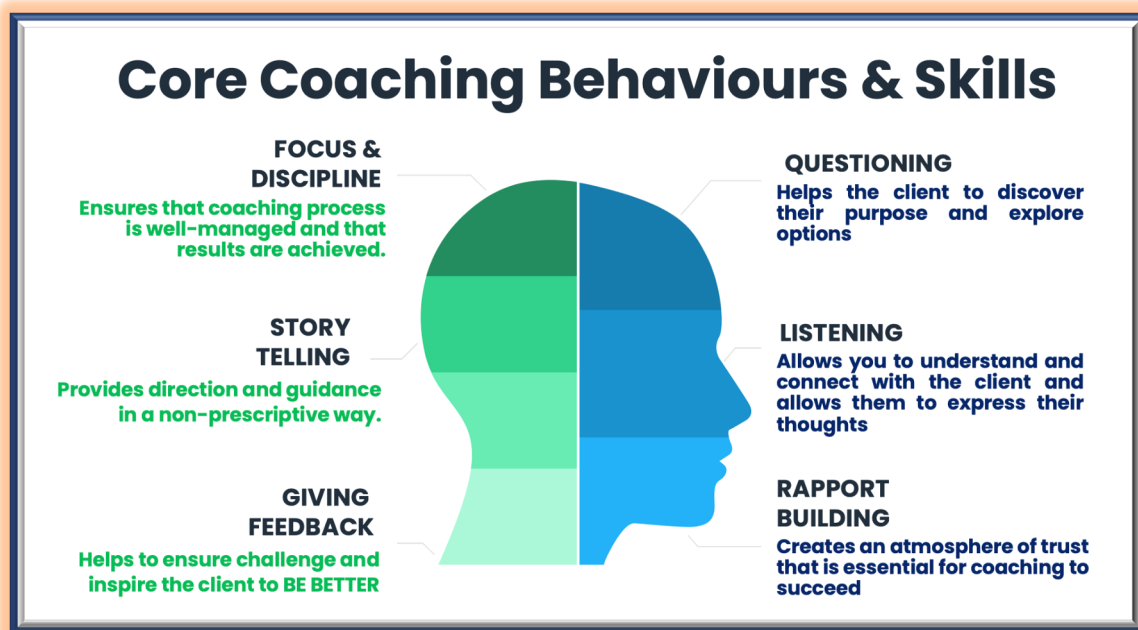 Core Coaching Behaviours & Skills
FOCUS &
DISCIPLINE
Ensures that coaching process
is well-managed and that
results are achieved.
STORY
TELLING
Provides direction and guidance
in a non-prescriptive way.
GIVING
FEEDBACK
Helps to ensure challenge and
inspire the client to BE BETTER
QUESTIONING
Helps the client to discover
their purpose and explore
options
LISTENING
Allows you to understand and
connect with the client and
allows them to express their
thoughts
RAPPORT
BUILDING
Creates an atmosphere of trust
that is essential for coaching to
succeed